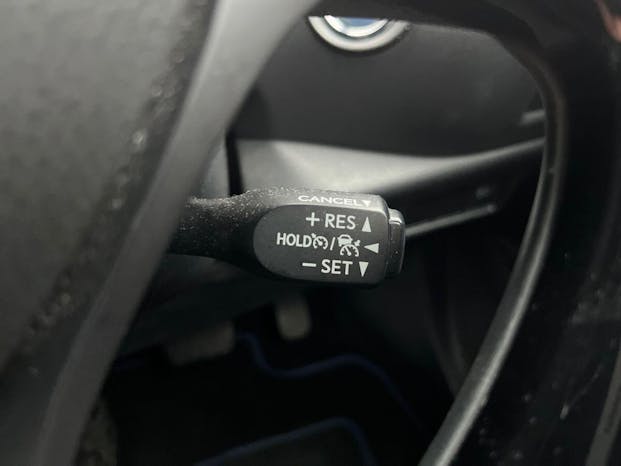 CANCEL▼
+ RES ▲
HOLD / ◀
− SET ▼